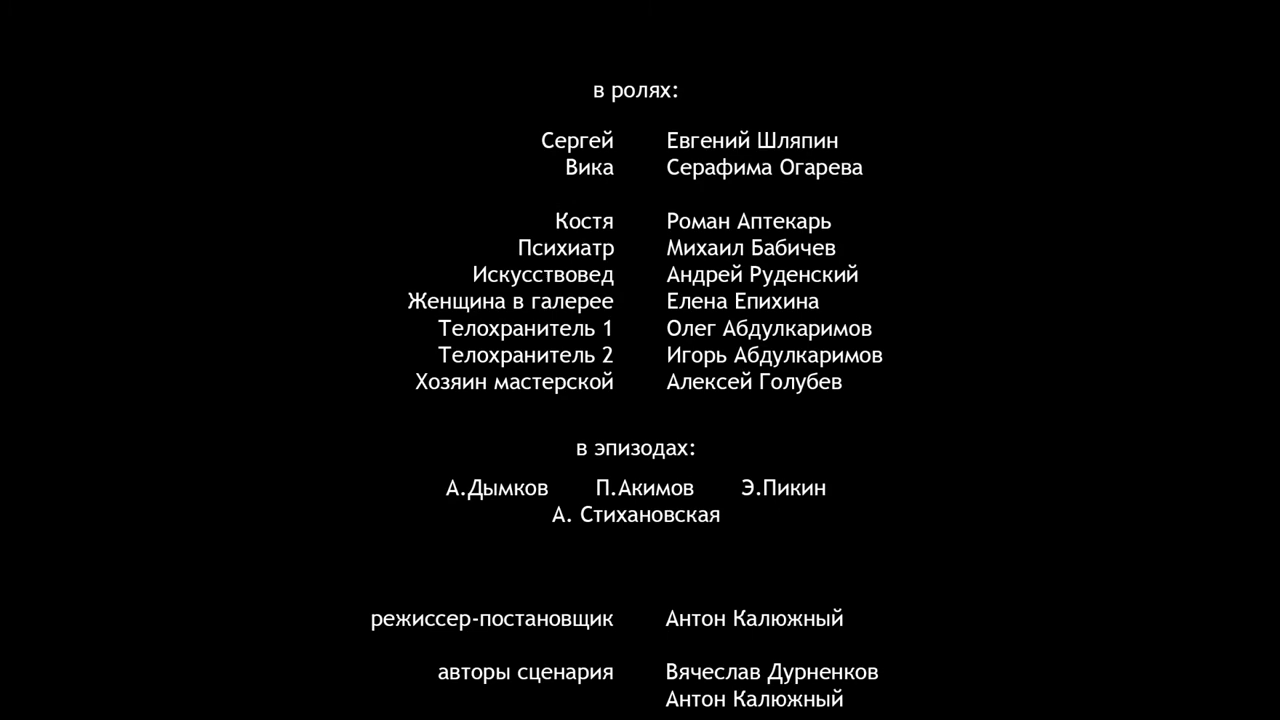 в ролях:
Сергей Евгений Шляпин
Вика Серафима Огарева
Костя Роман Аптекарь
Психиатр Михаил Бабичев
Искусствовед Андрей Руденский
Женщина в галерее Елена Епихина
Телохранитель 1 Олег Абдулкаримов
Телохранитель 2 Игорь Абдулкаримов
Хозяин мастерской Алексей Голубев
в эпизодах:
А.Дымков П.Акимов Э.Пикин
А. Стихановская
режиссер-постановщик Антон Калюжный
авторы сценария Вячеслав Дурненков
Антон Калюжный